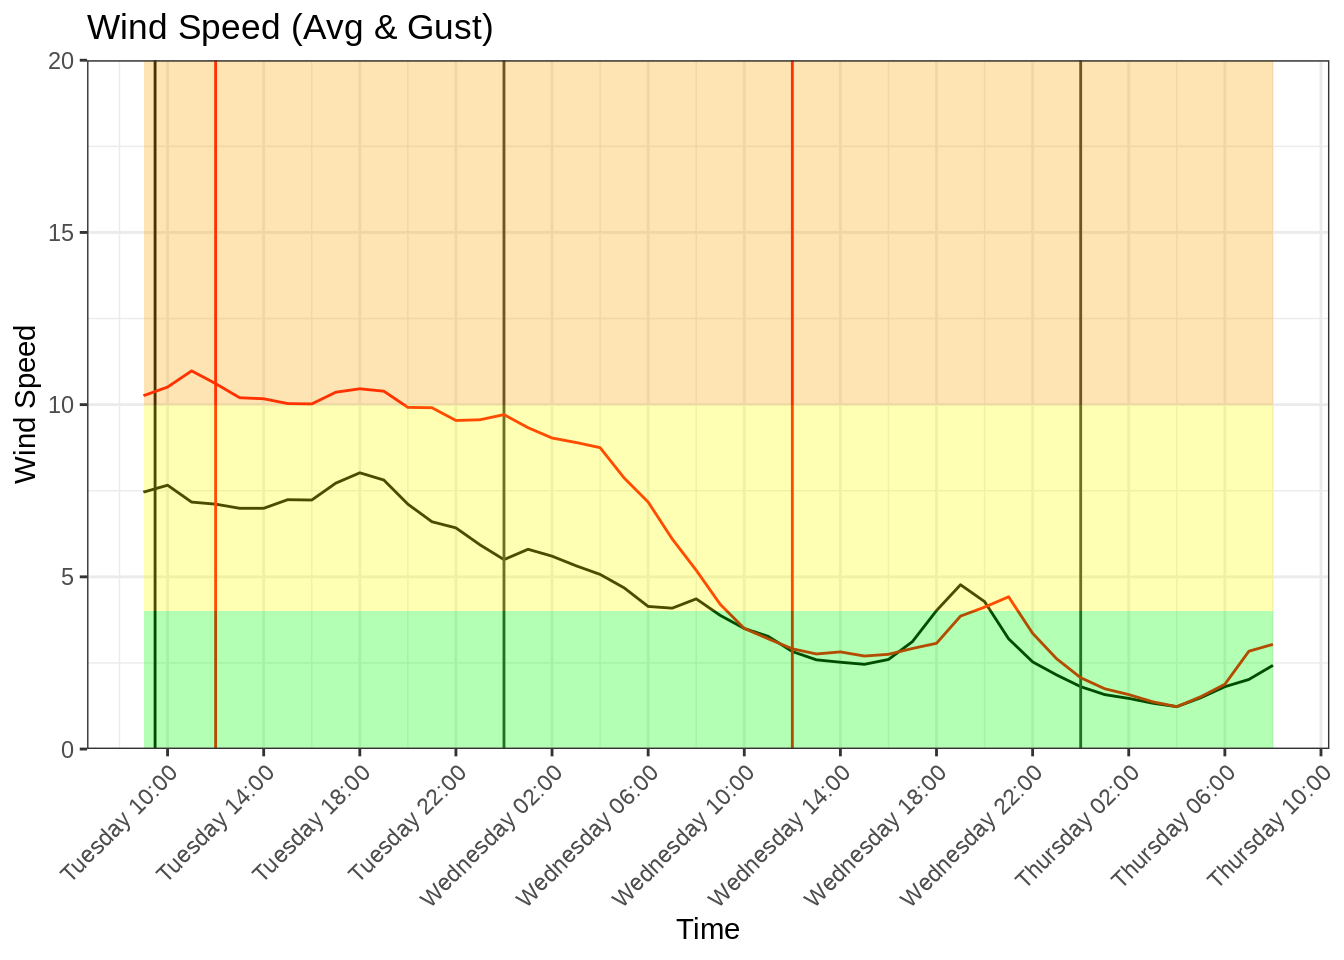 Wind Speed (Avg & Gust)
20
15
10
5
0
Wind Speed
Tuesday 10:00
Tuesday 14:00
Tuesday 18:00
Tuesday 22:00
Wednesday 02:00
Wednesday 06:00
Wednesday 10:00
Wednesday 14:00
Wednesday 18:00
Wednesday 22:00
Thursday 02:00
Thursday 06:00
Thursday 10:00
Time